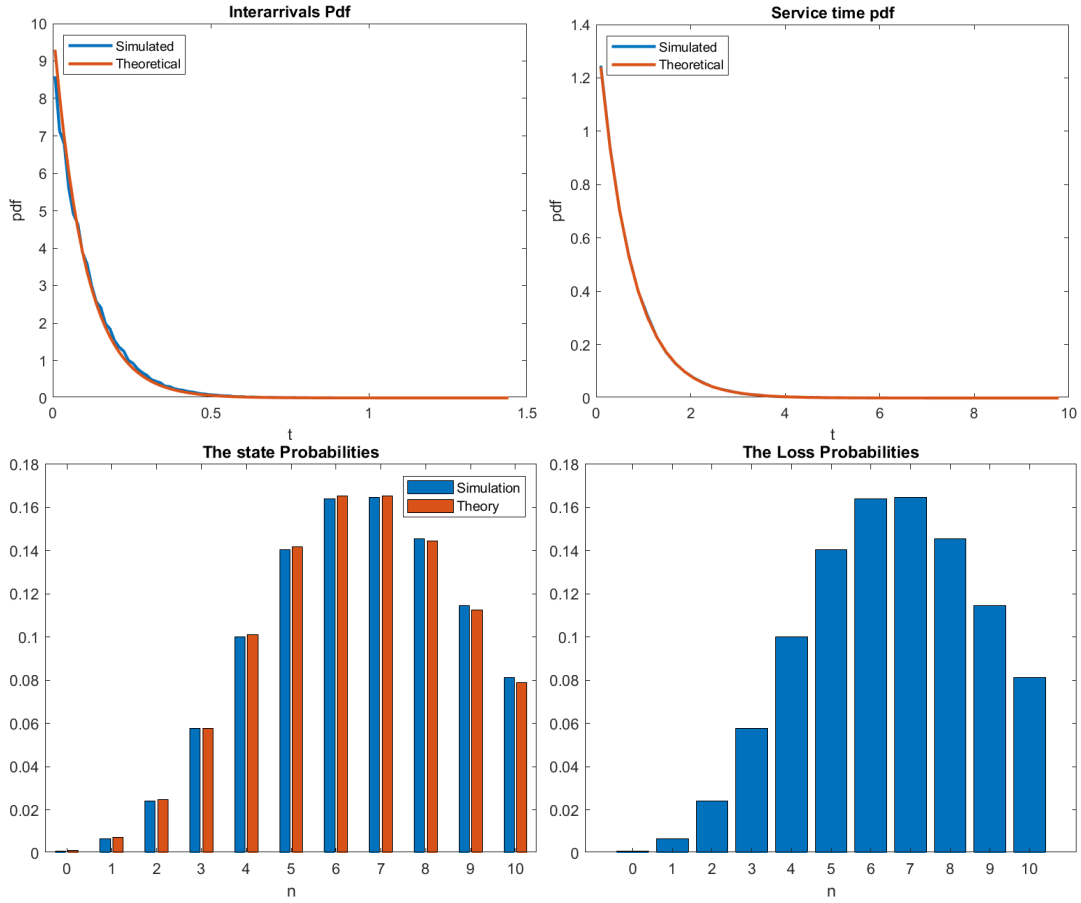 Interarrivals Pdf
10
9
8
7
6
5
4
3
2
1
0
pdf
Simulated
Theoretical
0 0.5 1 1.5
t
Service time pdf
1.4
1.2
1
0.8
0.6
0.4
0.2
0
pdf
Simulated
Theoretical
0 2 4 6 8 10
t
The state Probabilities
0.18
0.16
0.14
0.12
0.1
0.08
0.06
0.04
0.02
0
Simulation
Theory
0 1 2 3 4 5 6 7 8 9 10
n
The Loss Probabilities
0.18
0.16
0.14
0.12
0.1
0.08
0.06
0.04
0.02
0
0 1 2 3 4 5 6 7 8 9 10
n